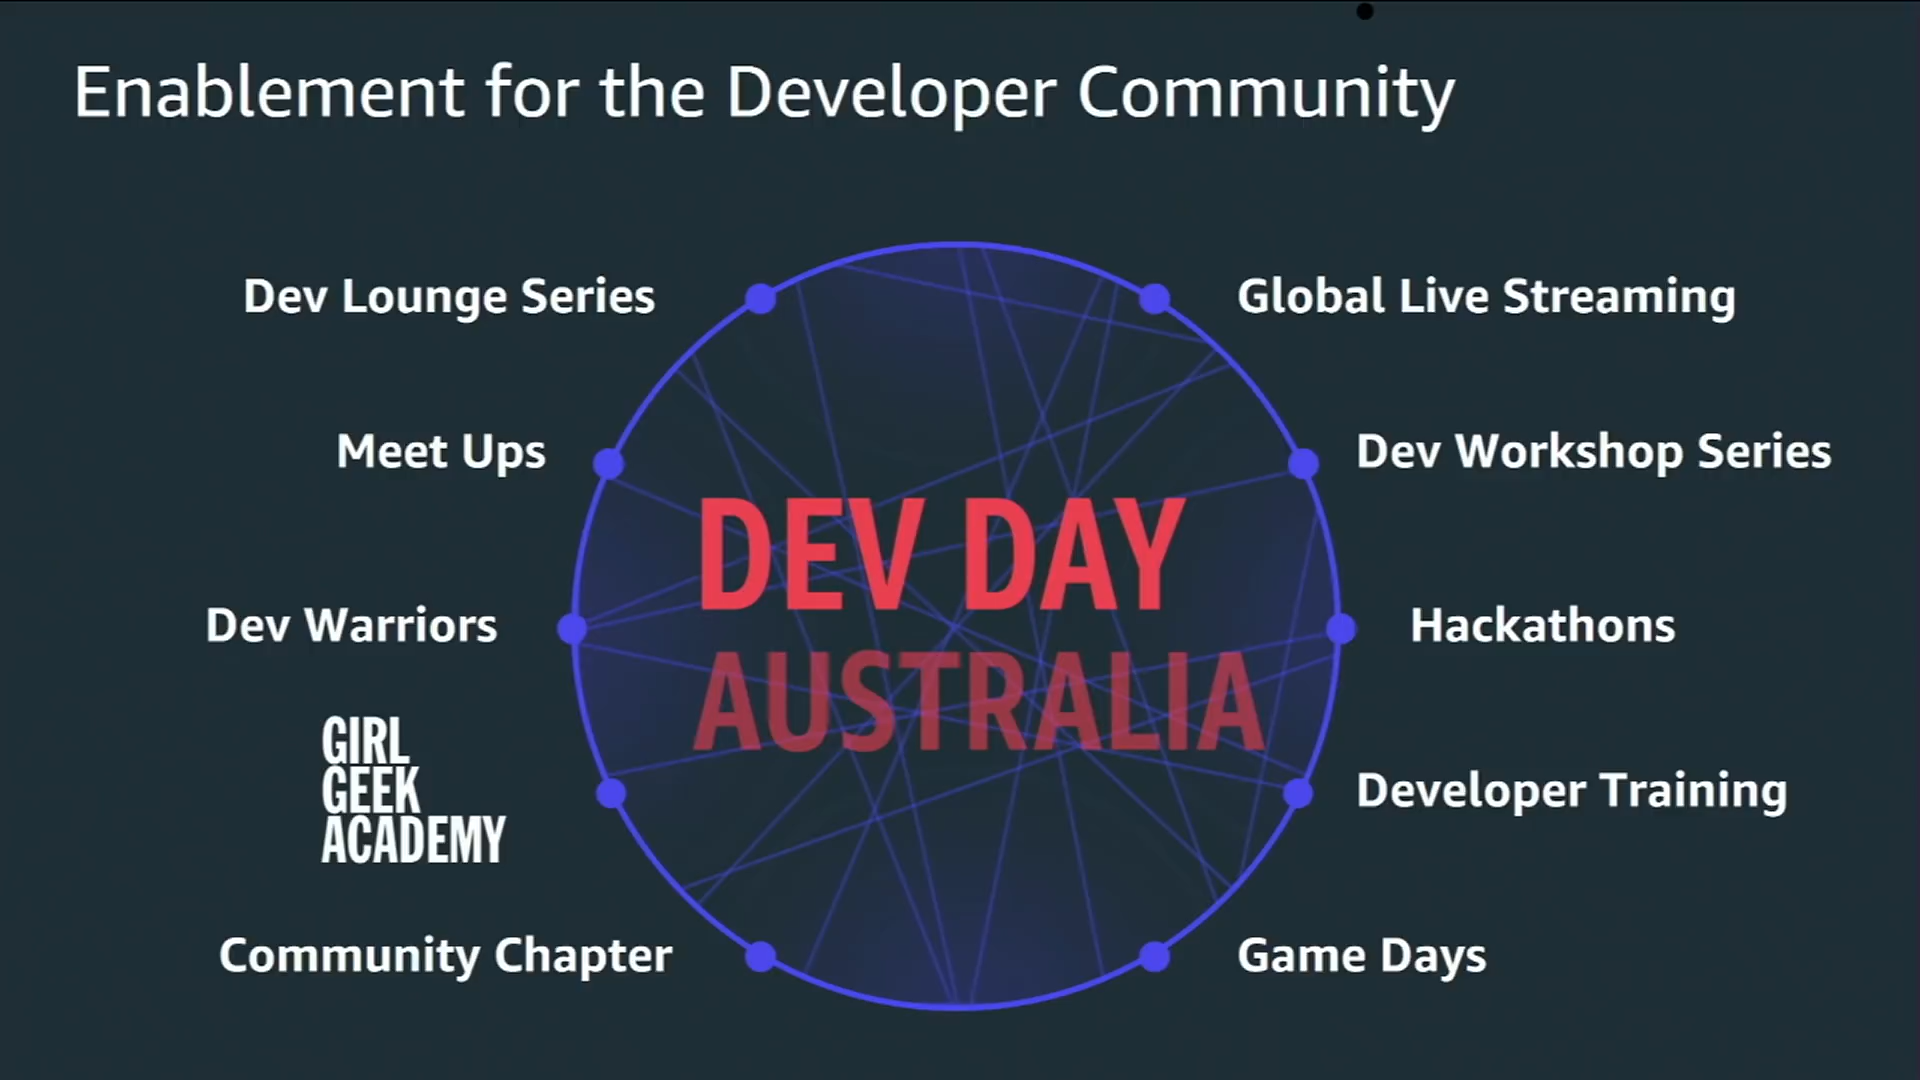 Enablement for the Developer Community
Dev Lounge Series
Global Live Streaming
Meet Ups
Dev Workshop Series
DEV DAY
AUSTRALIA
Dev Warriors
Hackathons
GIRL
GEEK
ACADEMY
Developer Training
Community Chapter
Game Days